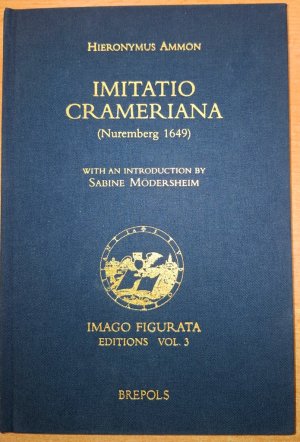 HIERONYMUS AMMON
IMITATIO
CRAMERIANA
(Nuremberg 1649)
WITH AN INTRODUCTION BY
SABINE MÖDERSHEIM
IMAGO FIGURATA
EDITIONS VOL. 3
BREPOLS